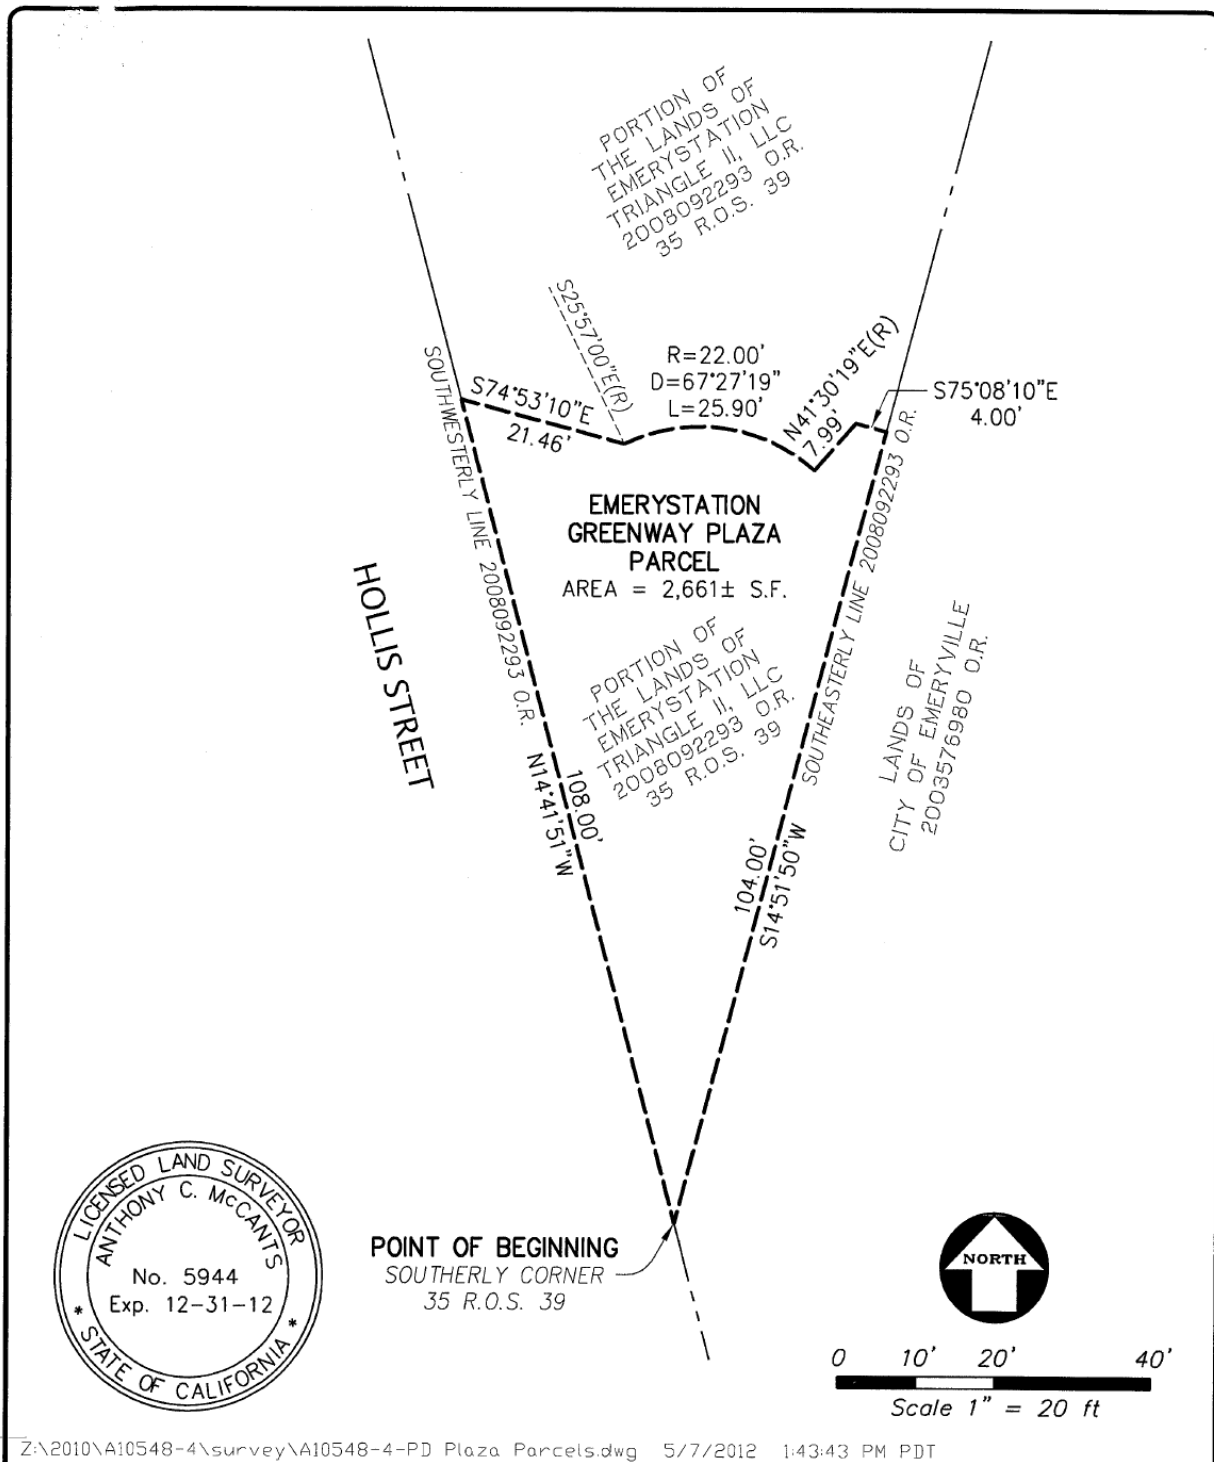 PORTION OF
THE LANDS OF
EMERYSTATION
TRIANGLE II, LLC
2008092293 O.R.
35 R.O.S. 39
S25°57'00"E(R)
R=22.00'
D=67°27'19"
L=25.90'
N41°30'19"E(R)
7.99'
S75°08'10"E
4.00'
S74°53'10"E
21.46'
SOUTHWESTERLY LINE 2008092293 O.R.
N14°41'51"W
108.00'
EMERYSTATION
GREENWAY PLAZA
PARCEL
AREA = 2,661± S.F.
SOUTHEASTERLY LINE 2008092293 O.R.
104.00'
S14°51'50"W
HOLLIS STREET
PORTION OF
THE LANDS OF
EMERYSTATION
TRIANGLE II, LLC
2008092293 O.R.
35 R.O.S. 39
LANDS OF
CITY OF EMERYVILLE
2003576980 O.R.
LICENSED LAND SURVEYOR
ANTHONY C. McCANTS
No. 5944
Exp. 12-31-12
* STATE OF CALIFORNIA *
POINT OF BEGINNING
SOUTHERLY CORNER
35 R.O.S. 39
NORTH
0 10' 20' 40'
Scale 1" = 20 ft
Z:\2010\A10548-4\survey\A10548-4-PD Plaza Parcels.dwg 5/7/2012 1:43:43 PM PDT